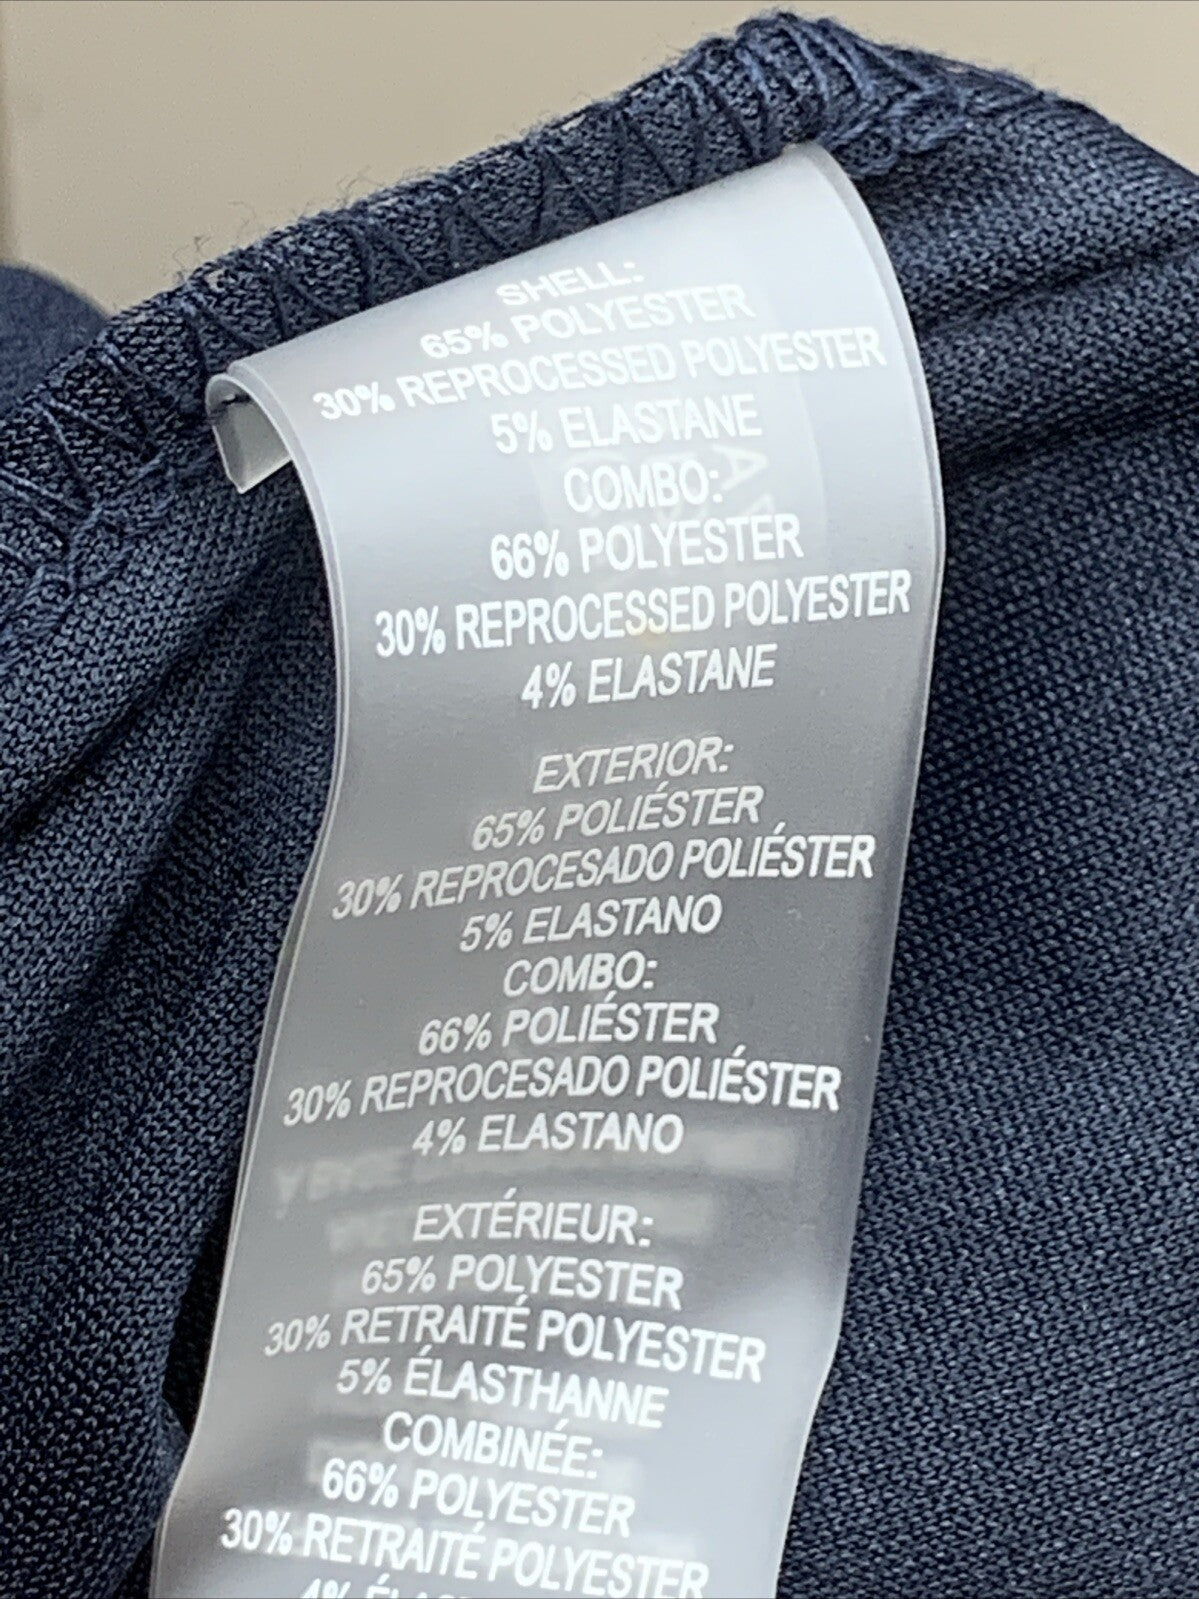 SHELL:
65% POLYESTER
30% REPROCESSED POLYESTER
5% ELASTANE
COMBO:
66% POLYESTER
30% REPROCESSED POLYESTER
4% ELASTANE
EXTERIOR:
65% POLIÉSTER
30% REPROCESADO POLIÉSTER
5% ELASTANO
COMBO:
66% POLIÉSTER
30% REPROCESADO POLIÉSTER
4% ELASTANO
EXTÉRIEUR:
65% POLYESTER
30% RETRAITÉ POLYESTER
5% ÉLASTHANNE
COMBINÉE:
66% POLYESTER
30% RETRAITÉ POLYESTER
4%